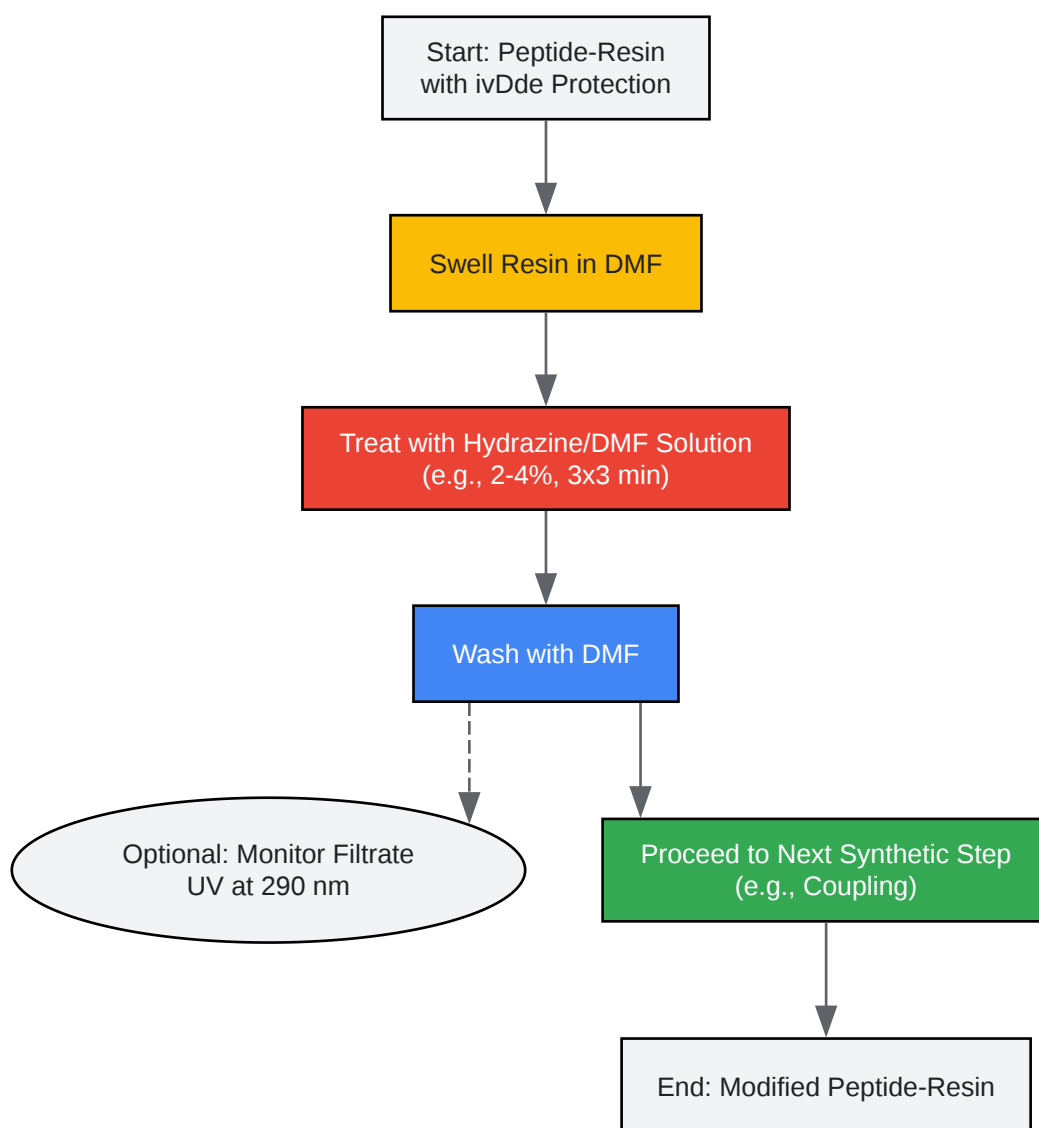 Start: Peptide-Resin
with ivDde Protection
Swell Resin in DMF
Treat with Hydrazine/DMF Solution
(e.g., 2-4%, 3x3 min)
Wash with DMF
Optional: Monitor Filtrate
UV at 290 nm
Proceed to Next Synthetic Step
(e.g., Coupling)
End: Modified Peptide-Resin